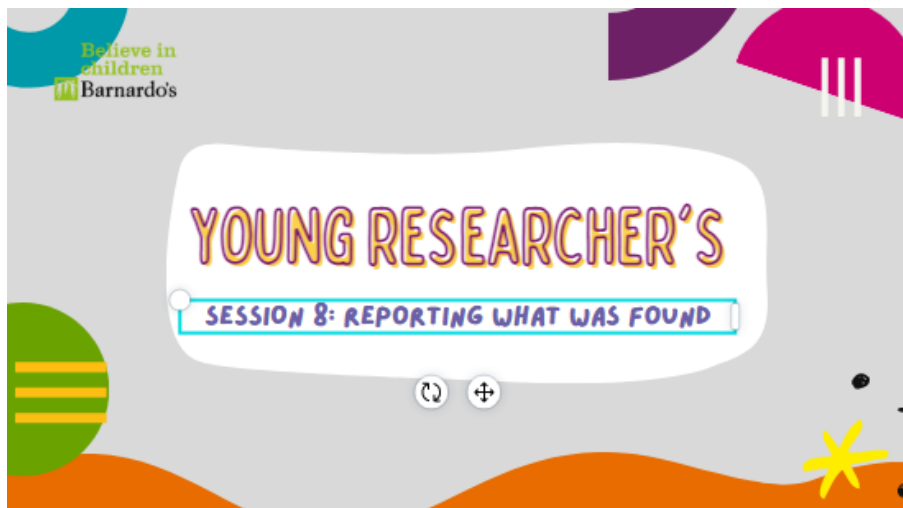 Believe in
children
Barnardo's
YOUNG RESEARCHER'S
SESSION 8: REPORTING WHAT WAS FOUND